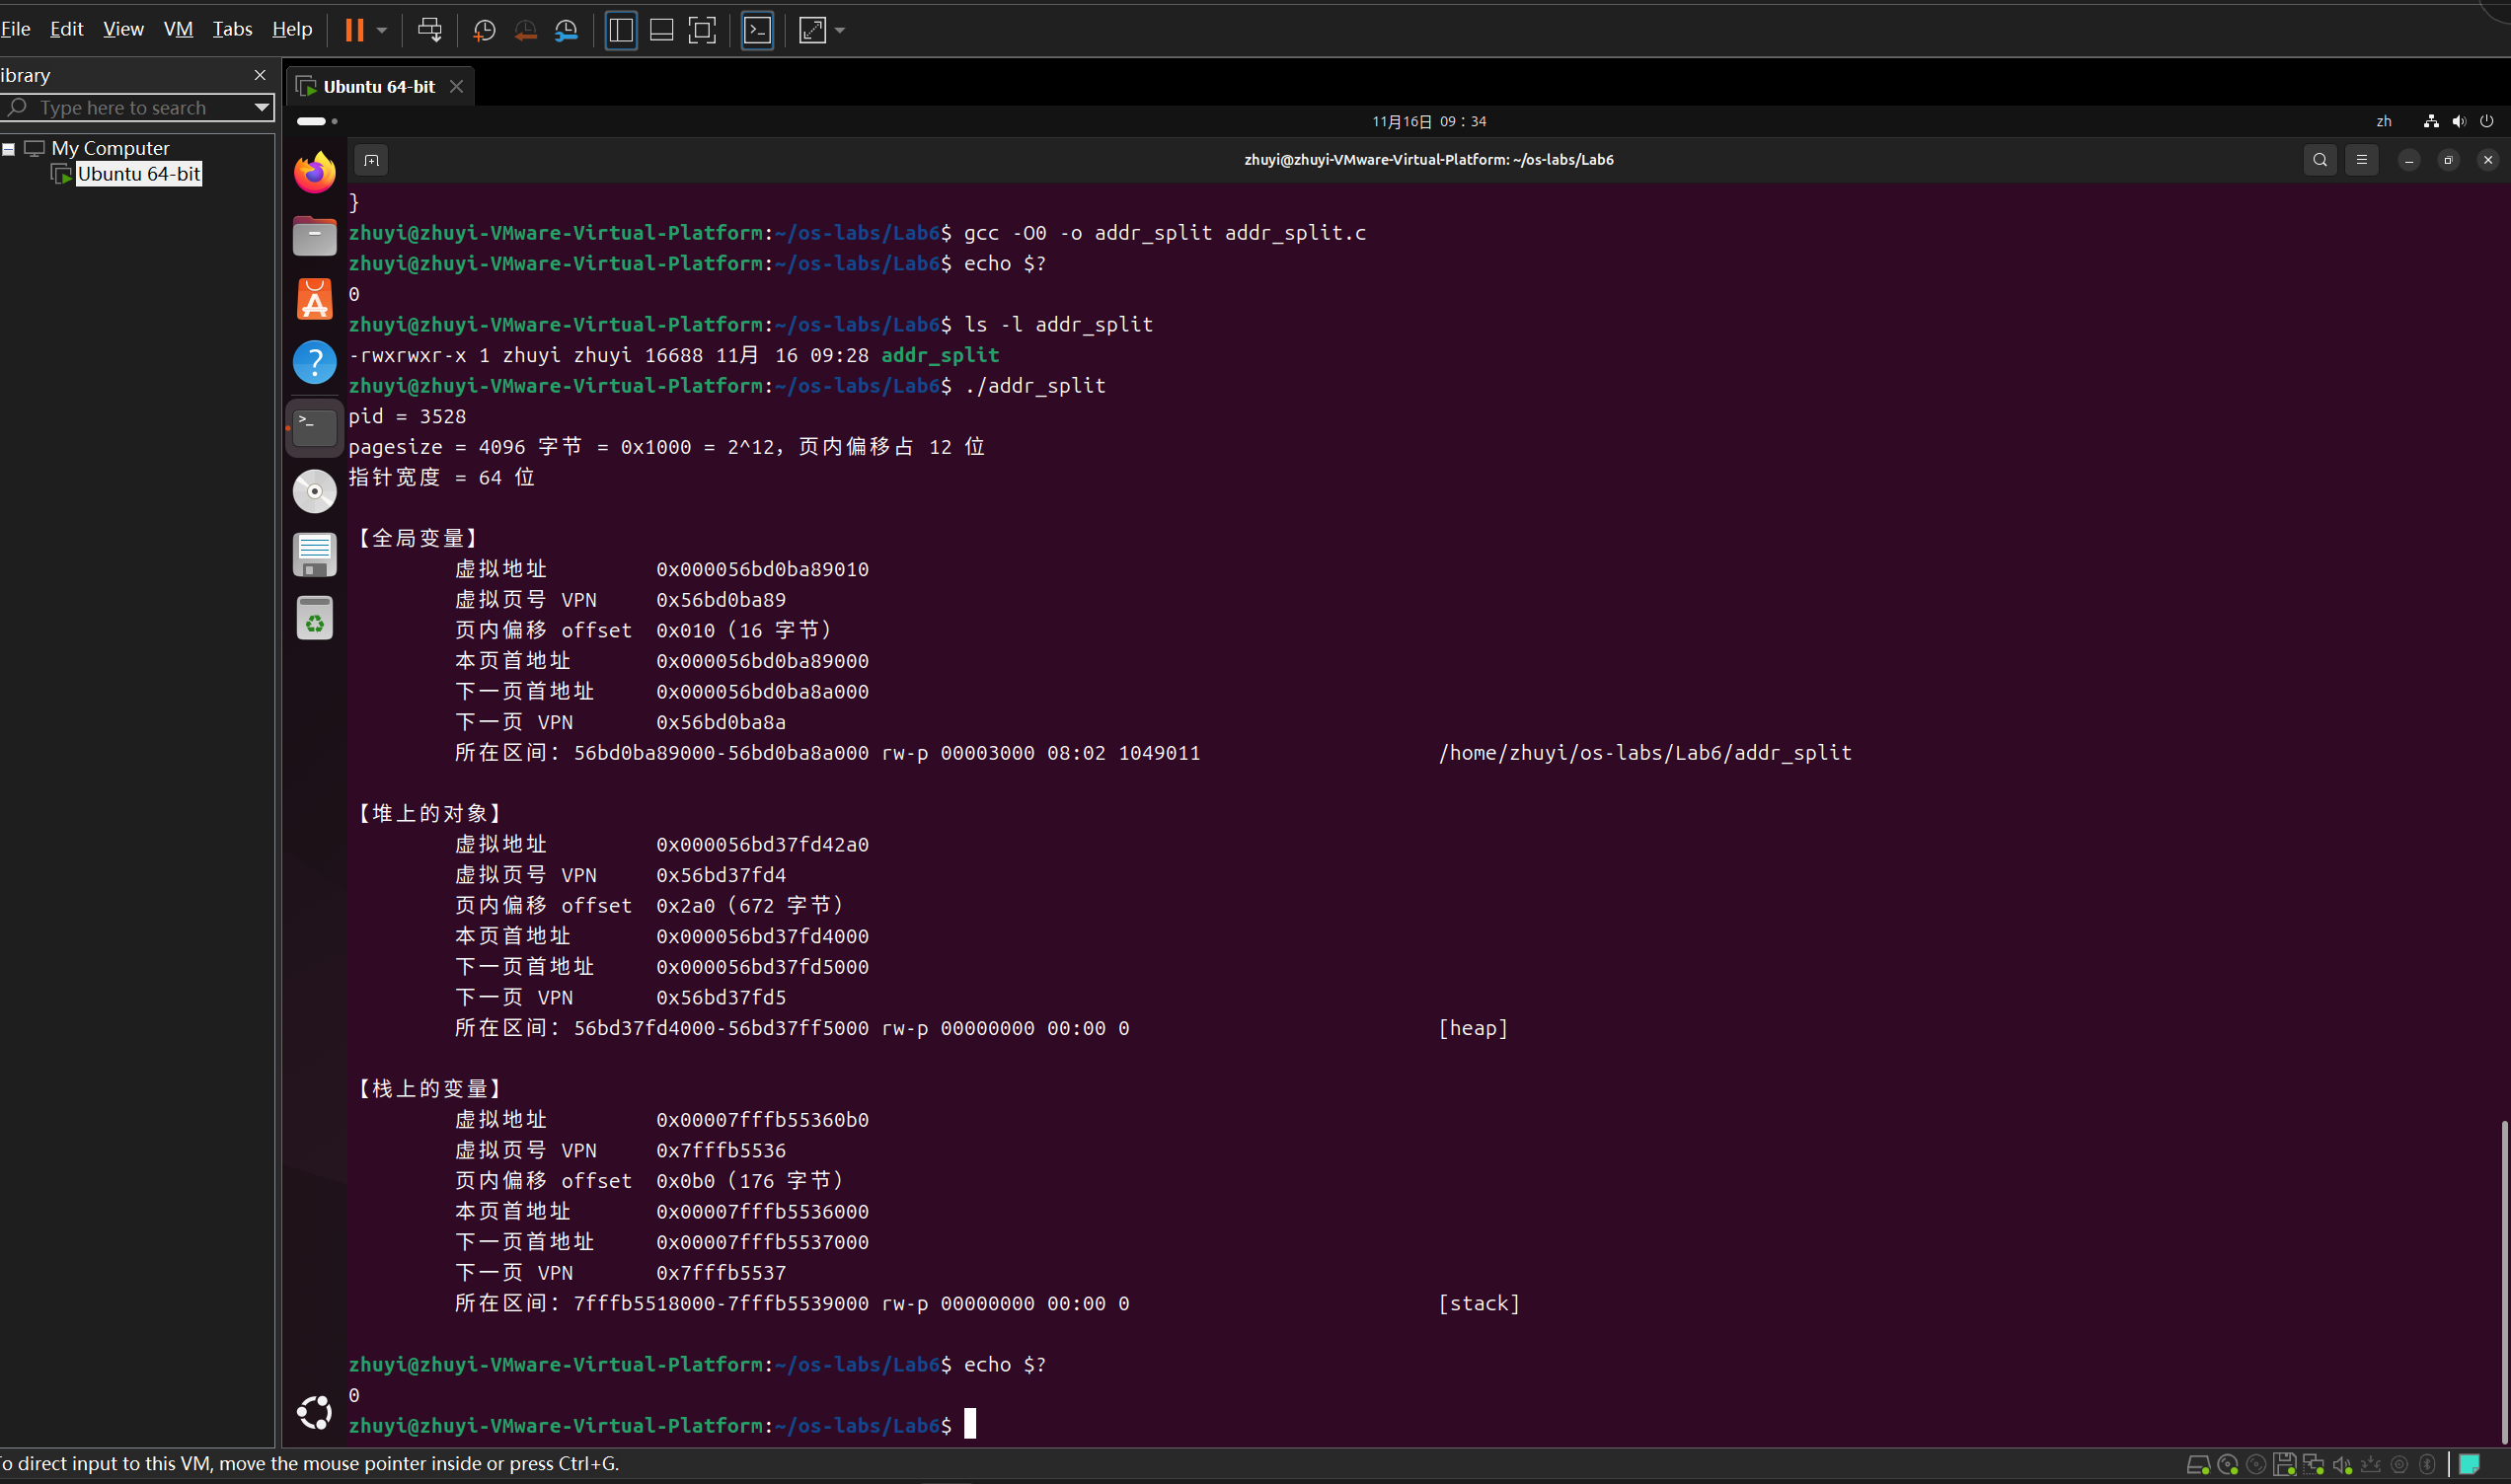 File Edit View VM Tabs Help
ibrary
Type here to search
My Computer
Ubuntu 64-bit
Ubuntu 64-bit
11月16日 09：34
zh
zhuyi@zhuyi-VMware-Virtual-Platform: ~/os-labs/Lab6
}
zhuyi@zhuyi-VMware-Virtual-Platform:~/os-labs/Lab6$ gcc -O0 -o addr_split addr_split.c
zhuyi@zhuyi-VMware-Virtual-Platform:~/os-labs/Lab6$ echo $?
0
zhuyi@zhuyi-VMware-Virtual-Platform:~/os-labs/Lab6$ ls -l addr_split
-rwxrwxr-x 1 zhuyi zhuyi 16688 11月 16 09:28 addr_split
zhuyi@zhuyi-VMware-Virtual-Platform:~/os-labs/Lab6$ ./addr_split
pid = 3528
pagesize = 4096 字节 = 0x1000 = 2^12，页内偏移占 12 位
指针宽度 = 64 位
【全局变量】
虚拟地址 0x000056bd0ba89010
虚拟页号 VPN 0x56bd0ba89
页内偏移 offset 0x010（16 字节）
本页首地址 0x000056bd0ba89000
下一页首地址 0x000056bd0ba8a000
下一页 VPN 0x56bd0ba8a
所在区间：56bd0ba89000-56bd0ba8a000 rw-p 00003000 08:02 1049011 /home/zhuyi/os-labs/Lab6/addr_split
【堆上的对象】
虚拟地址 0x000056bd37fd42a0
虚拟页号 VPN 0x56bd37fd4
页内偏移 offset 0x2a0（672 字节）
本页首地址 0x000056bd37fd4000
下一页首地址 0x000056bd37fd5000
下一页 VPN 0x56bd37fd5
所在区间：56bd37fd4000-56bd37ff5000 rw-p 00000000 00:00 0 [heap]
【栈上的变量】
虚拟地址 0x00007fffb55360b0
虚拟页号 VPN 0x7fffb5536
页内偏移 offset 0x0b0（176 字节）
本页首地址 0x00007fffb5536000
下一页首地址 0x00007fffb5537000
下一页 VPN 0x7fffb5537
所在区间：7fffb5518000-7fffb5539000 rw-p 00000000 00:00 0 [stack]
zhuyi@zhuyi-VMware-Virtual-Platform:~/os-labs/Lab6$ echo $?
0
zhuyi@zhuyi-VMware-Virtual-Platform:~/os-labs/Lab6$
To direct input to this VM, move the mouse pointer inside or press Ctrl+G.